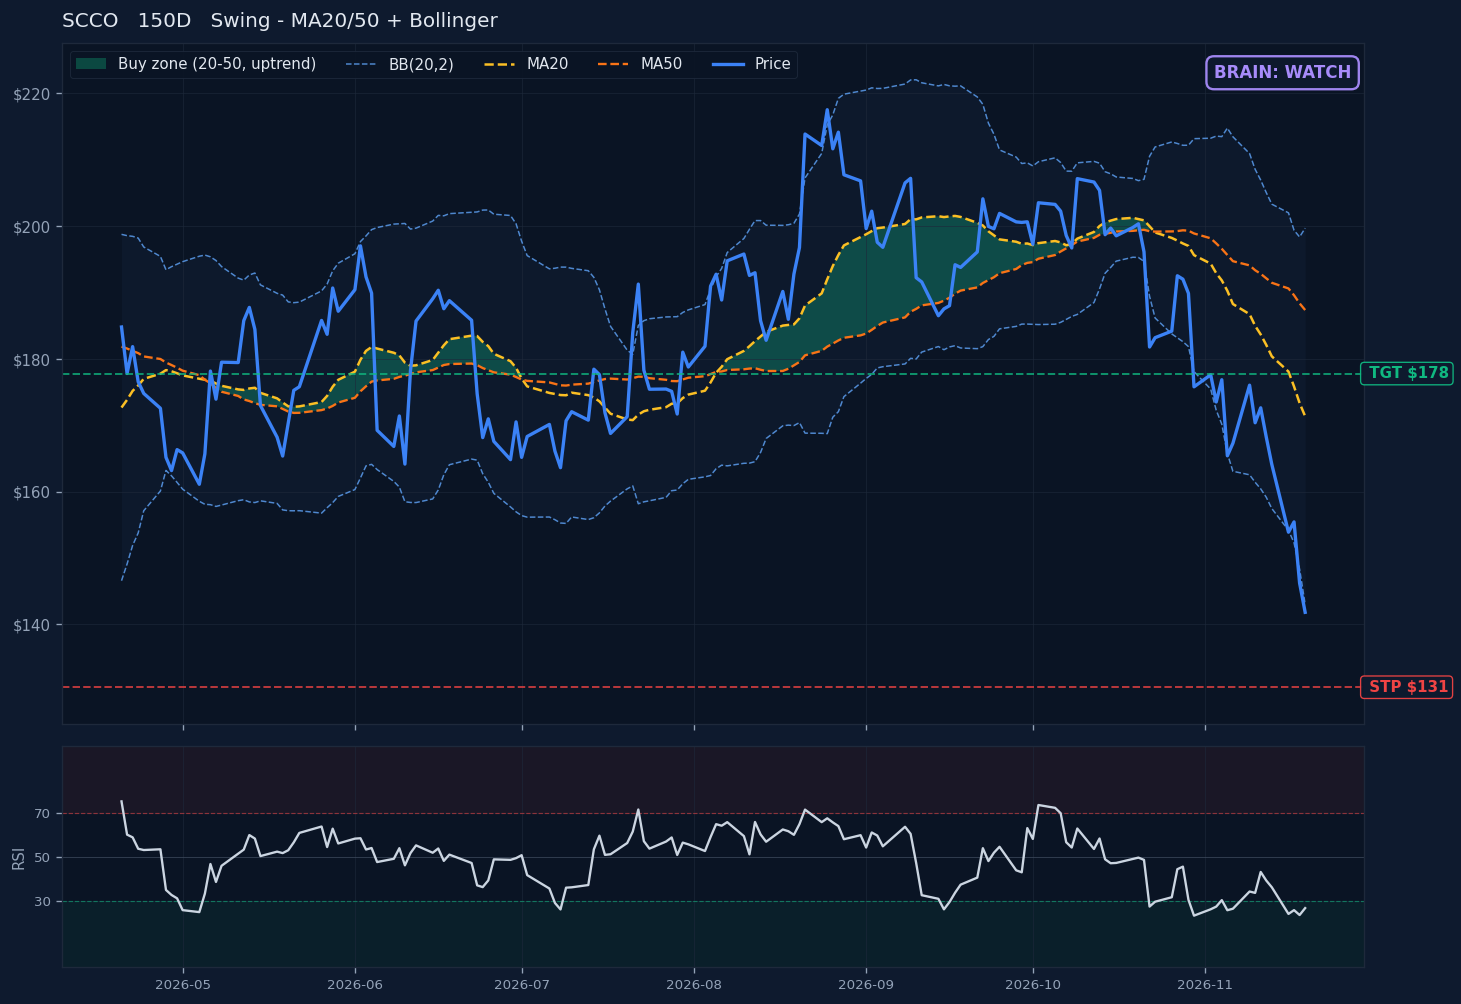 SCCO   150D   Swing - MA20/50 + Bollinger
Buy zone (20-50, uptrend)   BB(20,2)   MA20   MA50   Price
BRAIN: WATCH
$220
$200
$180
TGT $178
$160
$140
STP $131
70
50
30
RSI
2026-05   2026-06   2026-07   2026-08   2026-09   2026-10   2026-11